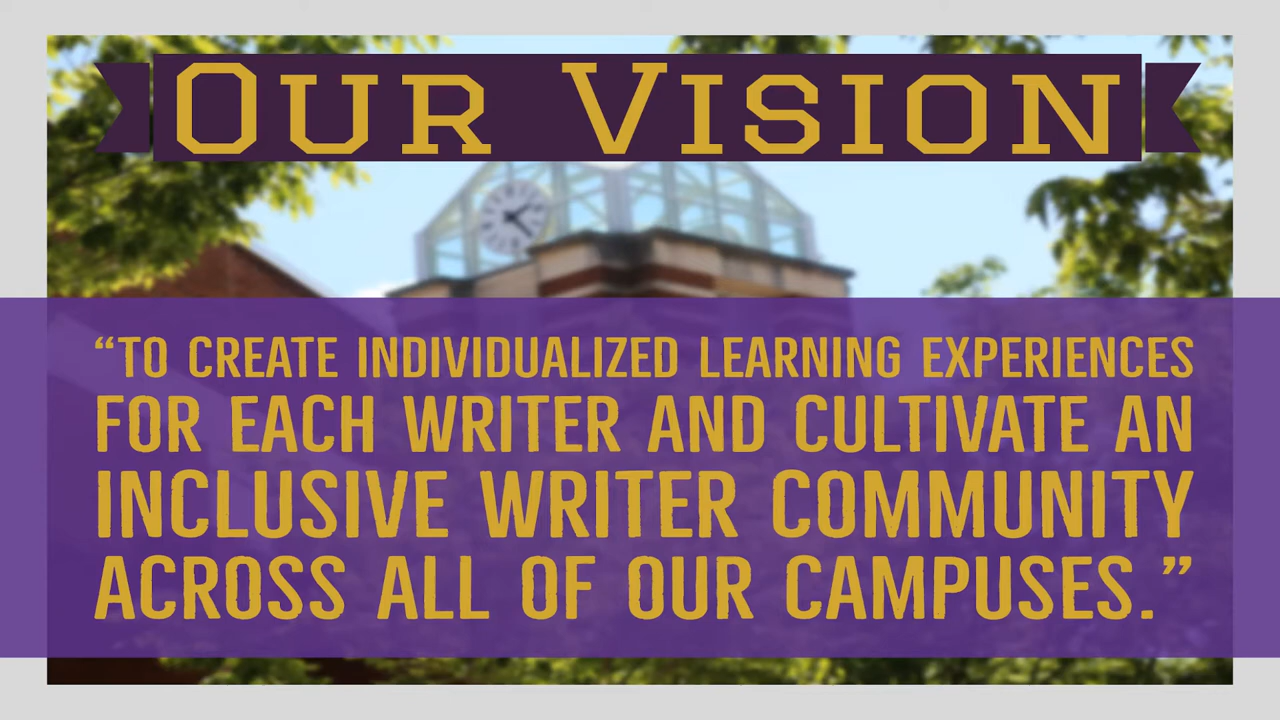 OUR VISION
“TO CREATE INDIVIDUALIZED LEARNING EXPERIENCES
FOR EACH WRITER AND CULTIVATE AN
INCLUSIVE WRITER COMMUNITY
ACROSS ALL OF OUR CAMPUSES.”